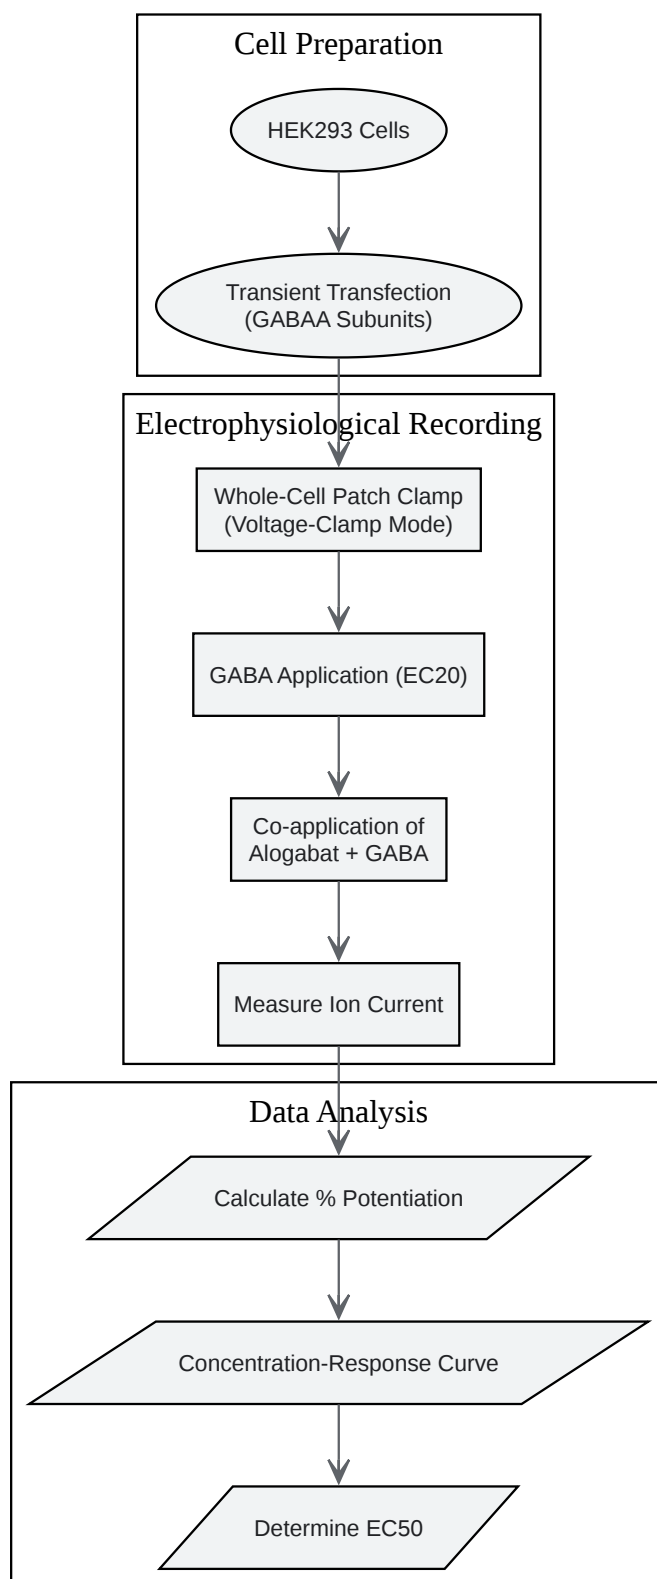 Cell Preparation
HEK293 Cells
Transient Transfection
(GABAA Subunits)
Electrophysiological Recording
Whole-Cell Patch Clamp
(Voltage-Clamp Mode)
GABA Application (EC20)
Co-application of
Alogabat + GABA
Measure Ion Current
Data Analysis
Calculate % Potentiation
Concentration-Response Curve
Determine EC50